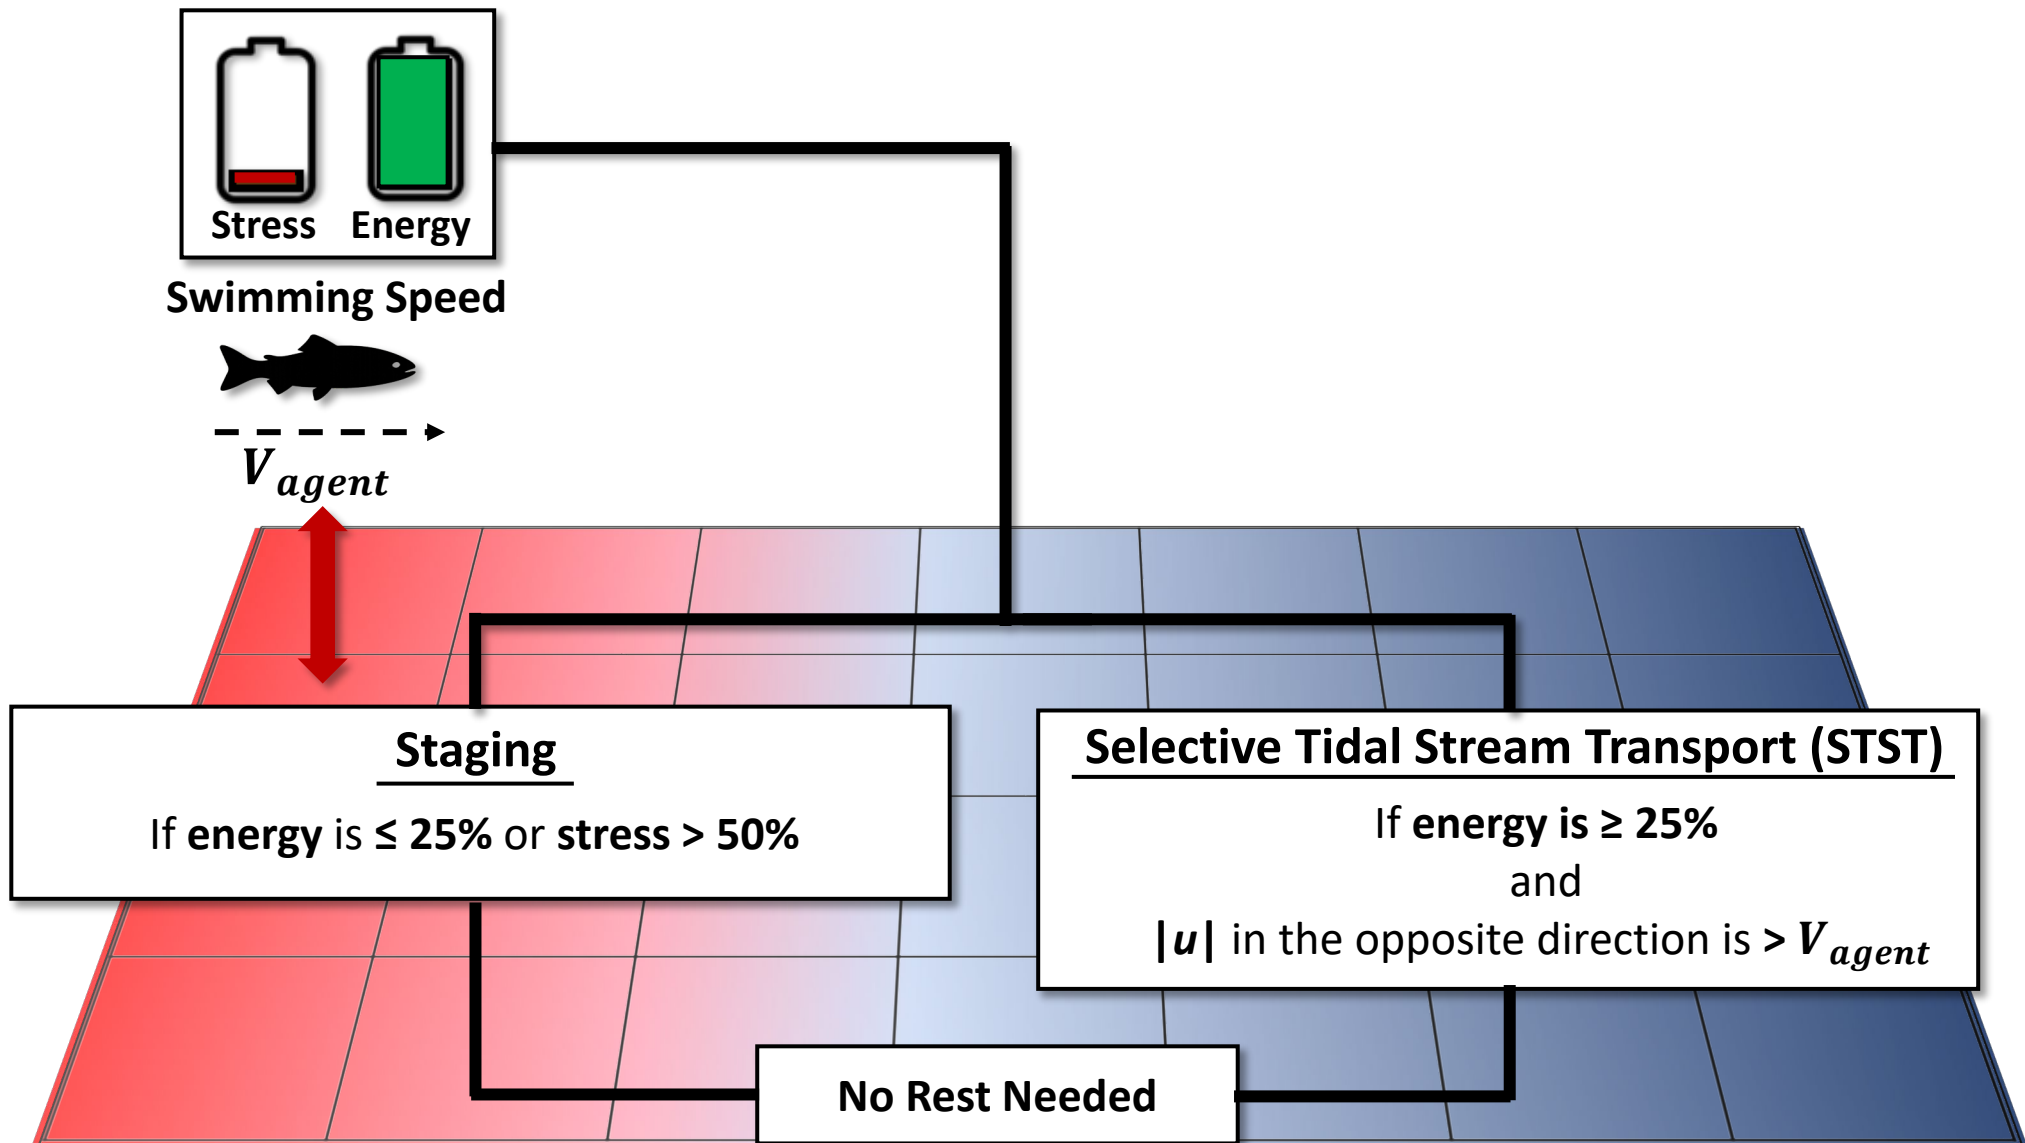 Stress Energy
Swimming Speed
V_agent
Staging
If energy is ≤ 25% or stress > 50%
Selective Tidal Stream Transport (STST)
If energy is ≥ 25%
and
|u| in the opposite direction is > V_agent
No Rest Needed